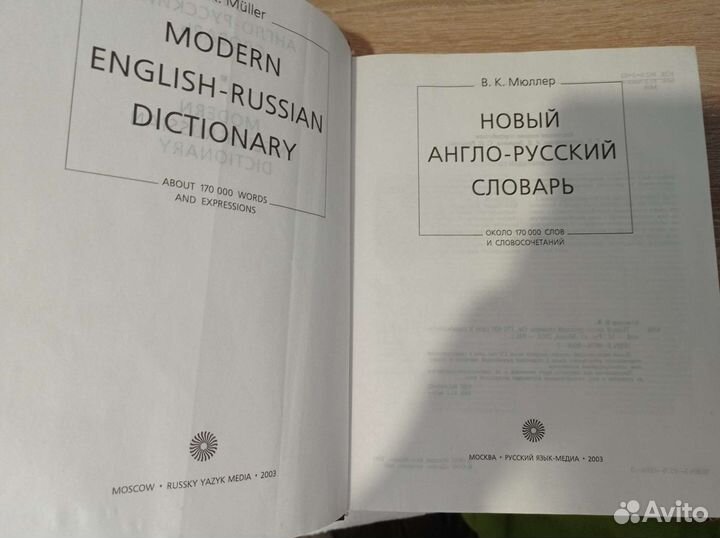 Müller
MODERN
ENGLISH-RUSSIAN
DICTIONARY
ABOUT 170 000 WORDS
AND EXPRESSIONS
MOSCOW • RUSSKY YAZYK MEDIA • 2003
В. К. Мюллер
НОВЫЙ
АНГЛО-РУССКИЙ
СЛОВАРЬ
ОКОЛО 170 000 СЛОВ
И СЛОВОСОЧЕТАНИЙ
МОСКВА • РУССКИЙ ЯЗЫК-МЕДИА • 2003
Avito